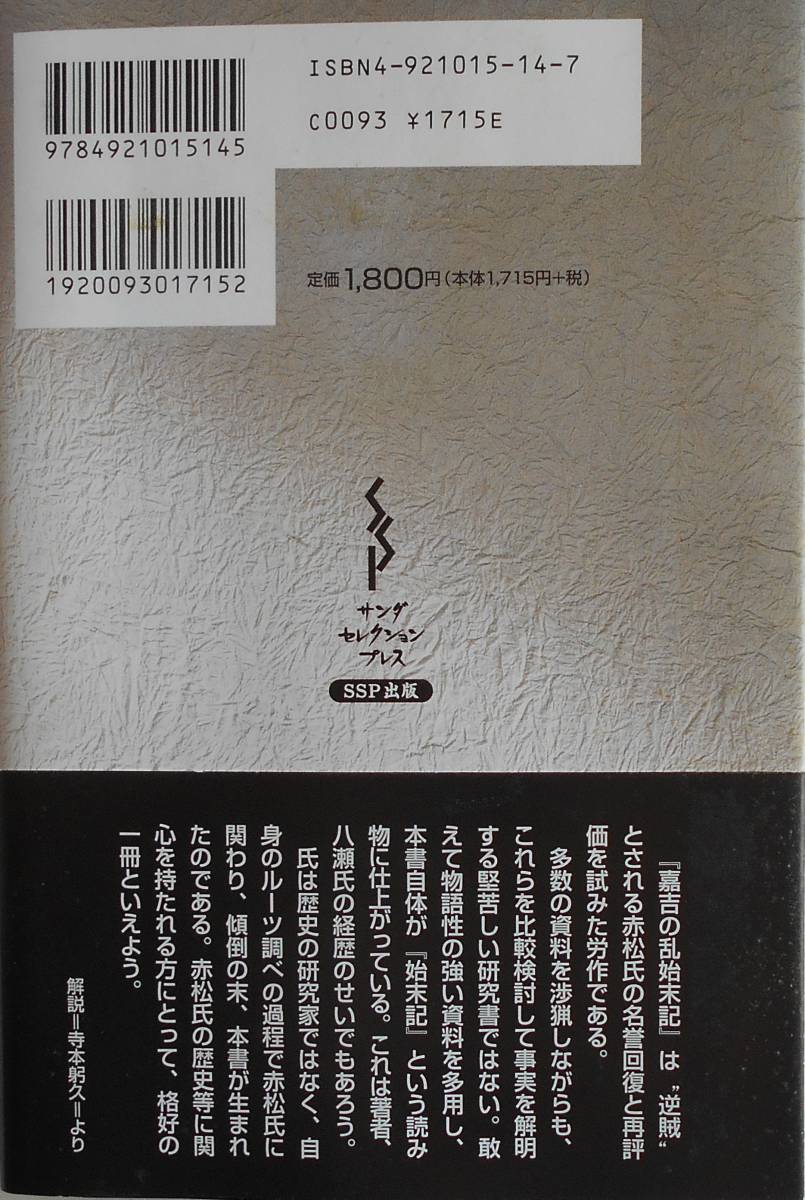 ISBN4-921015-14-7
C0093 ¥1715E
9784921015145
1920093017152
定価1,800円(本体1,715円+税)
サンダ
セレクション
プレス
SSP出版
『嘉吉の乱始末記』は〝逆賊〟
とされる赤松氏の名誉回復と再評
価を試みた労作である。
多数の資料を渉猟しながらも、
これらを比較検討して事実を解明
する堅苦しい研究書ではない。敢
えて物語性の強い資料を多用し、
本書自体が『始末記』という読み
物に仕上がっている。これは著者、
八瀬氏の経歴のせいでもあろう。
氏は歴史の研究家ではなく、自
身のルーツ調べの過程で赤松氏に
関わり、傾倒の末、本書が生まれ
たのである。赤松氏の歴史等に関
心を持たれる方にとって、格好の
一冊といえよう。
解説=寺本躬久=より